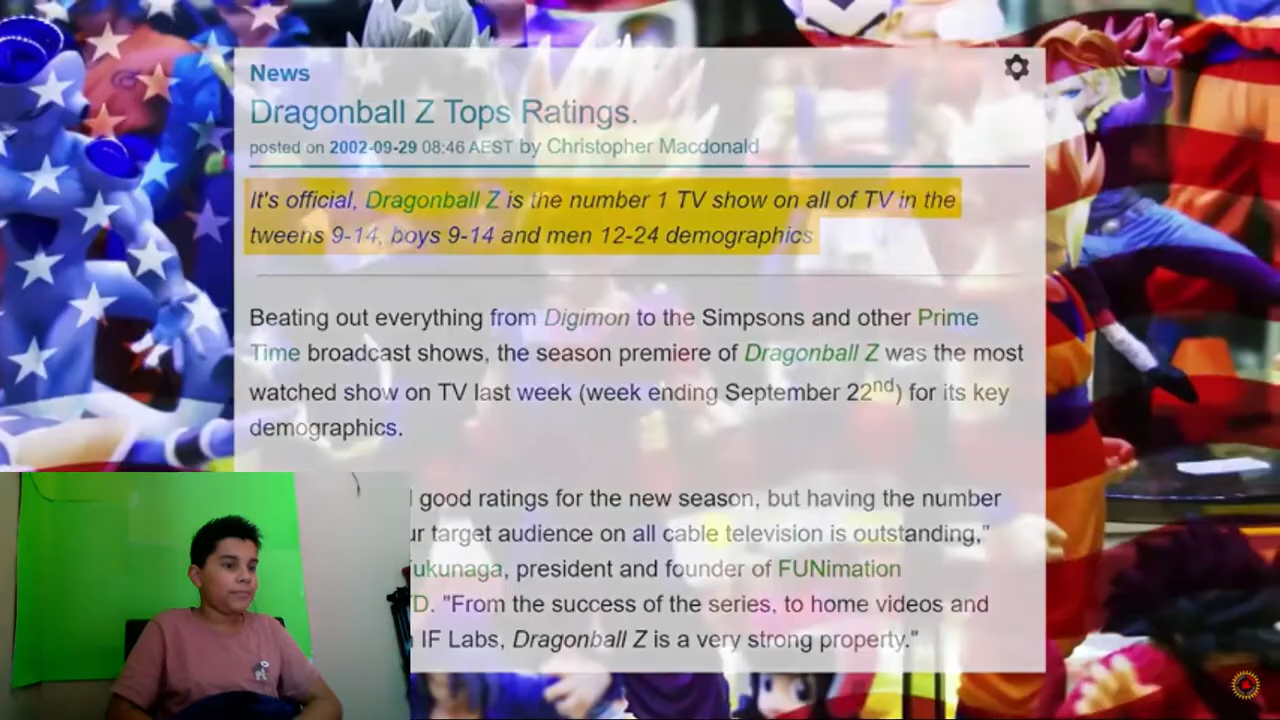 News
Dragonball Z Tops Ratings.
posted on 2002-09-29 08:46 AEST by Christopher Macdonald
It's official, Dragonball Z is the number 1 TV show on all of TV in the
tweens 9-14, boys 9-14 and men 12-24 demographics
Beating out everything from Digimon to the Simpsons and other Prime
Time broadcast shows, the season premiere of Dragonball Z was the most
watched show on TV last week (week ending September 22nd) for its key
demographics.
good ratings for the new season, but having the number
target audience on all cable television is outstanding,"
ukunaga, president and founder of FUNimation
D. "From the success of the series, to home videos and
IF Labs, Dragonball Z is a very strong property."